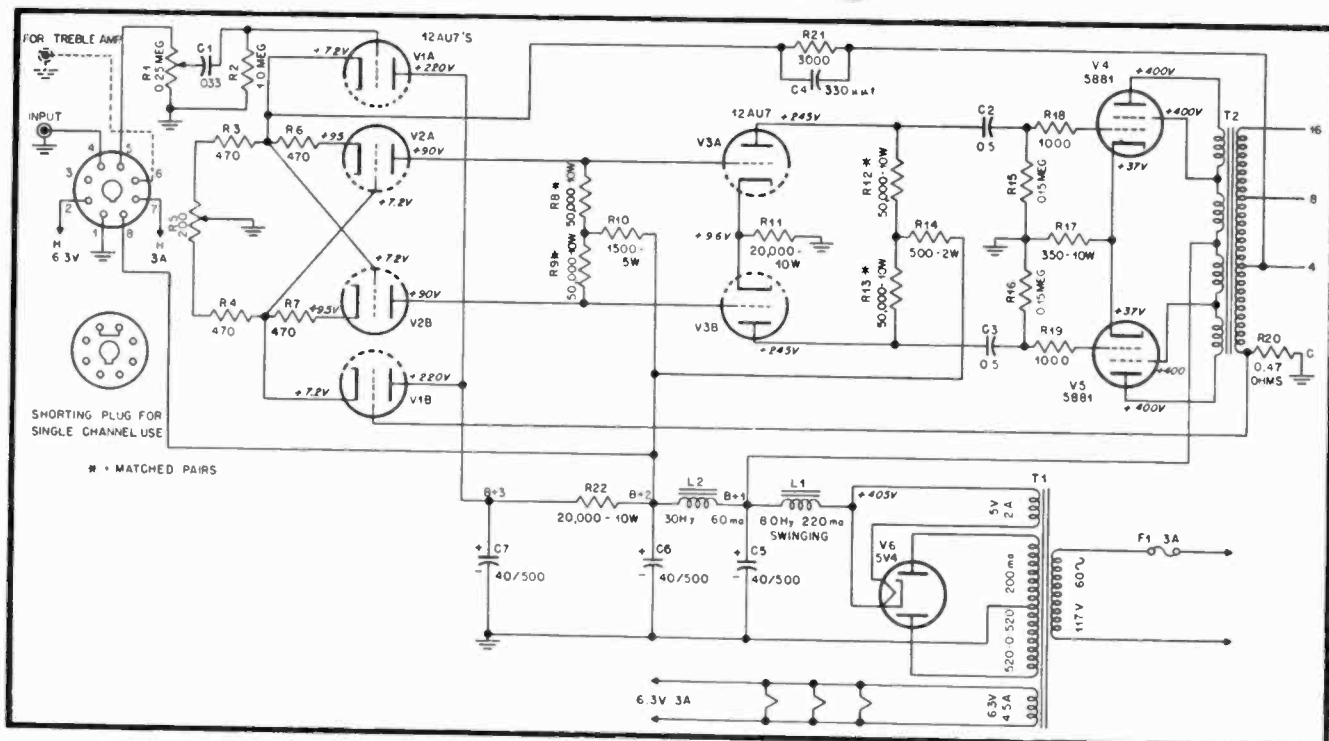 FOR TREBLE AMP
INPUT
4
5
3
6
2
7
1
8
H
6.3V
H
3A
SHORTING PLUG FOR
SINGLE CHANNEL USE
* = MATCHED PAIRS
R1
0.25 MEG
C1
.033
R2
1.0 MEG
R3
470
R6
470
R5
200
R4
470
R7
470
12AU7'S
+7.2V
V1A
+220V
+95
V2A
+90V
+7.2V
+7.2V
+95V
+90V
V2B
+220V
+7.2V
V1B
R8*
50,000-10W
R9*
50,000-10W
R10
1500-
5W
12AU7
+245V
V3A
+96V
R11
20,000-
10W
V3B
+245V
R12*
50,000-10W
R13*
50,000-10W
R14
500-2W
R21
3000
C4
330µµf
C2
0.5
R18
1000
R15
0.15 MEG
R17
350-10W
R16
0.15 MEG
C3
0.5
R19
1000
V4
5881
+400V
+400V
+37V
+37V
V5
5881
+400
+400V
T2
16
8
4
R20
0.47
OHMS
C
B+3
R22
20,000-10W
B+2
L2
30Hy
60ma
B+1
L1
220ma
SWINGING
+405V
C7
40/500
C6
40/500
C5
40/500
V6
5V4
T1
5V
2A
200ma
520-0-520
117V 60~
F1 3A
6.3V
4.5A
6.3V 3A